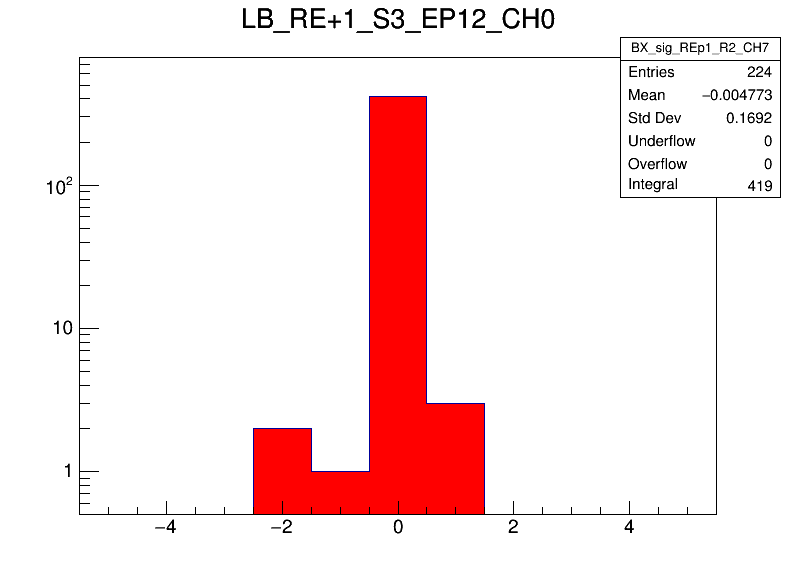 LB_RE+1_S3_EP12_CH0
BX_sig_REp1_R2_CH7
Entries 224
Mean −0.004773
Std Dev 0.1692
Underflow 0
Overflow 0
Integral 419
10²
10
1
−4 −2 0 2 4